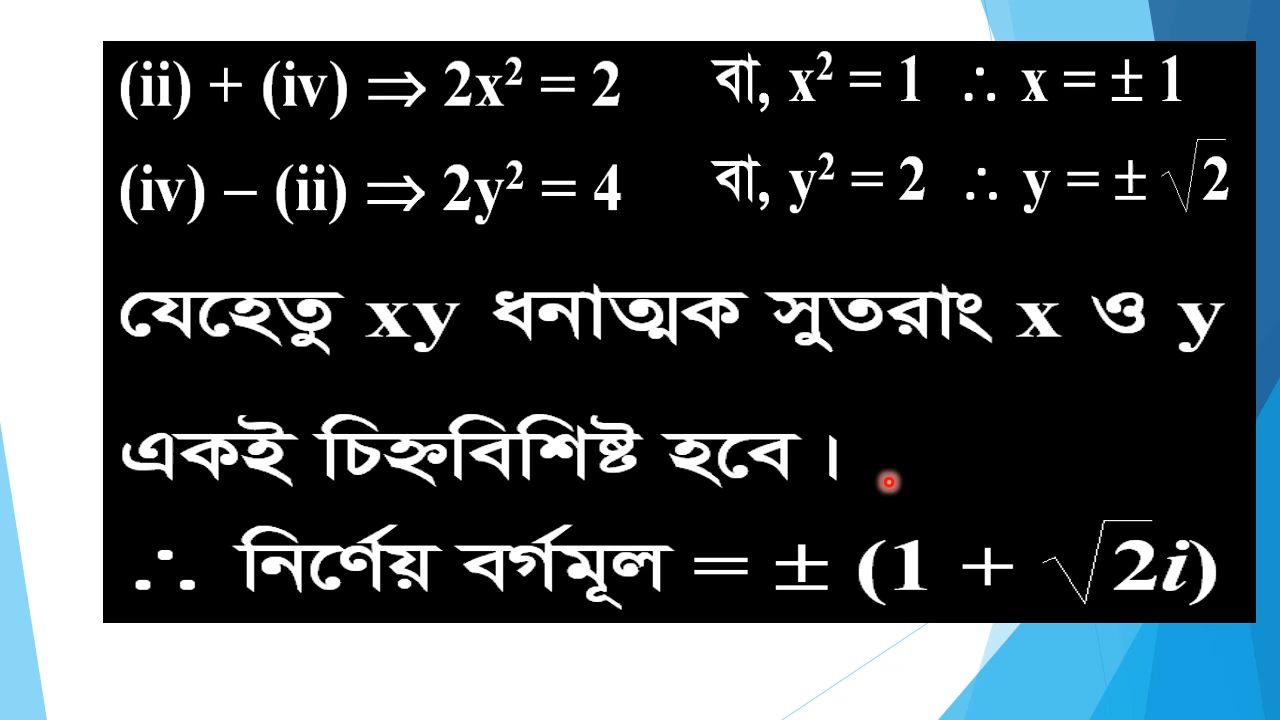 (ii) + (iv) ⇒ 2x² = 2 বা, x² = 1 ∴ x = ± 1
(iv) – (ii) ⇒ 2y² = 4 বা, y² = 2 ∴ y = ± √2
যেহেতু xy ধনাত্মক সুতরাং x ও y
একই চিহ্নবিশিষ্ট হবে ।
∴ নির্ণেয় বর্গমূল = ± (1 + √2i)